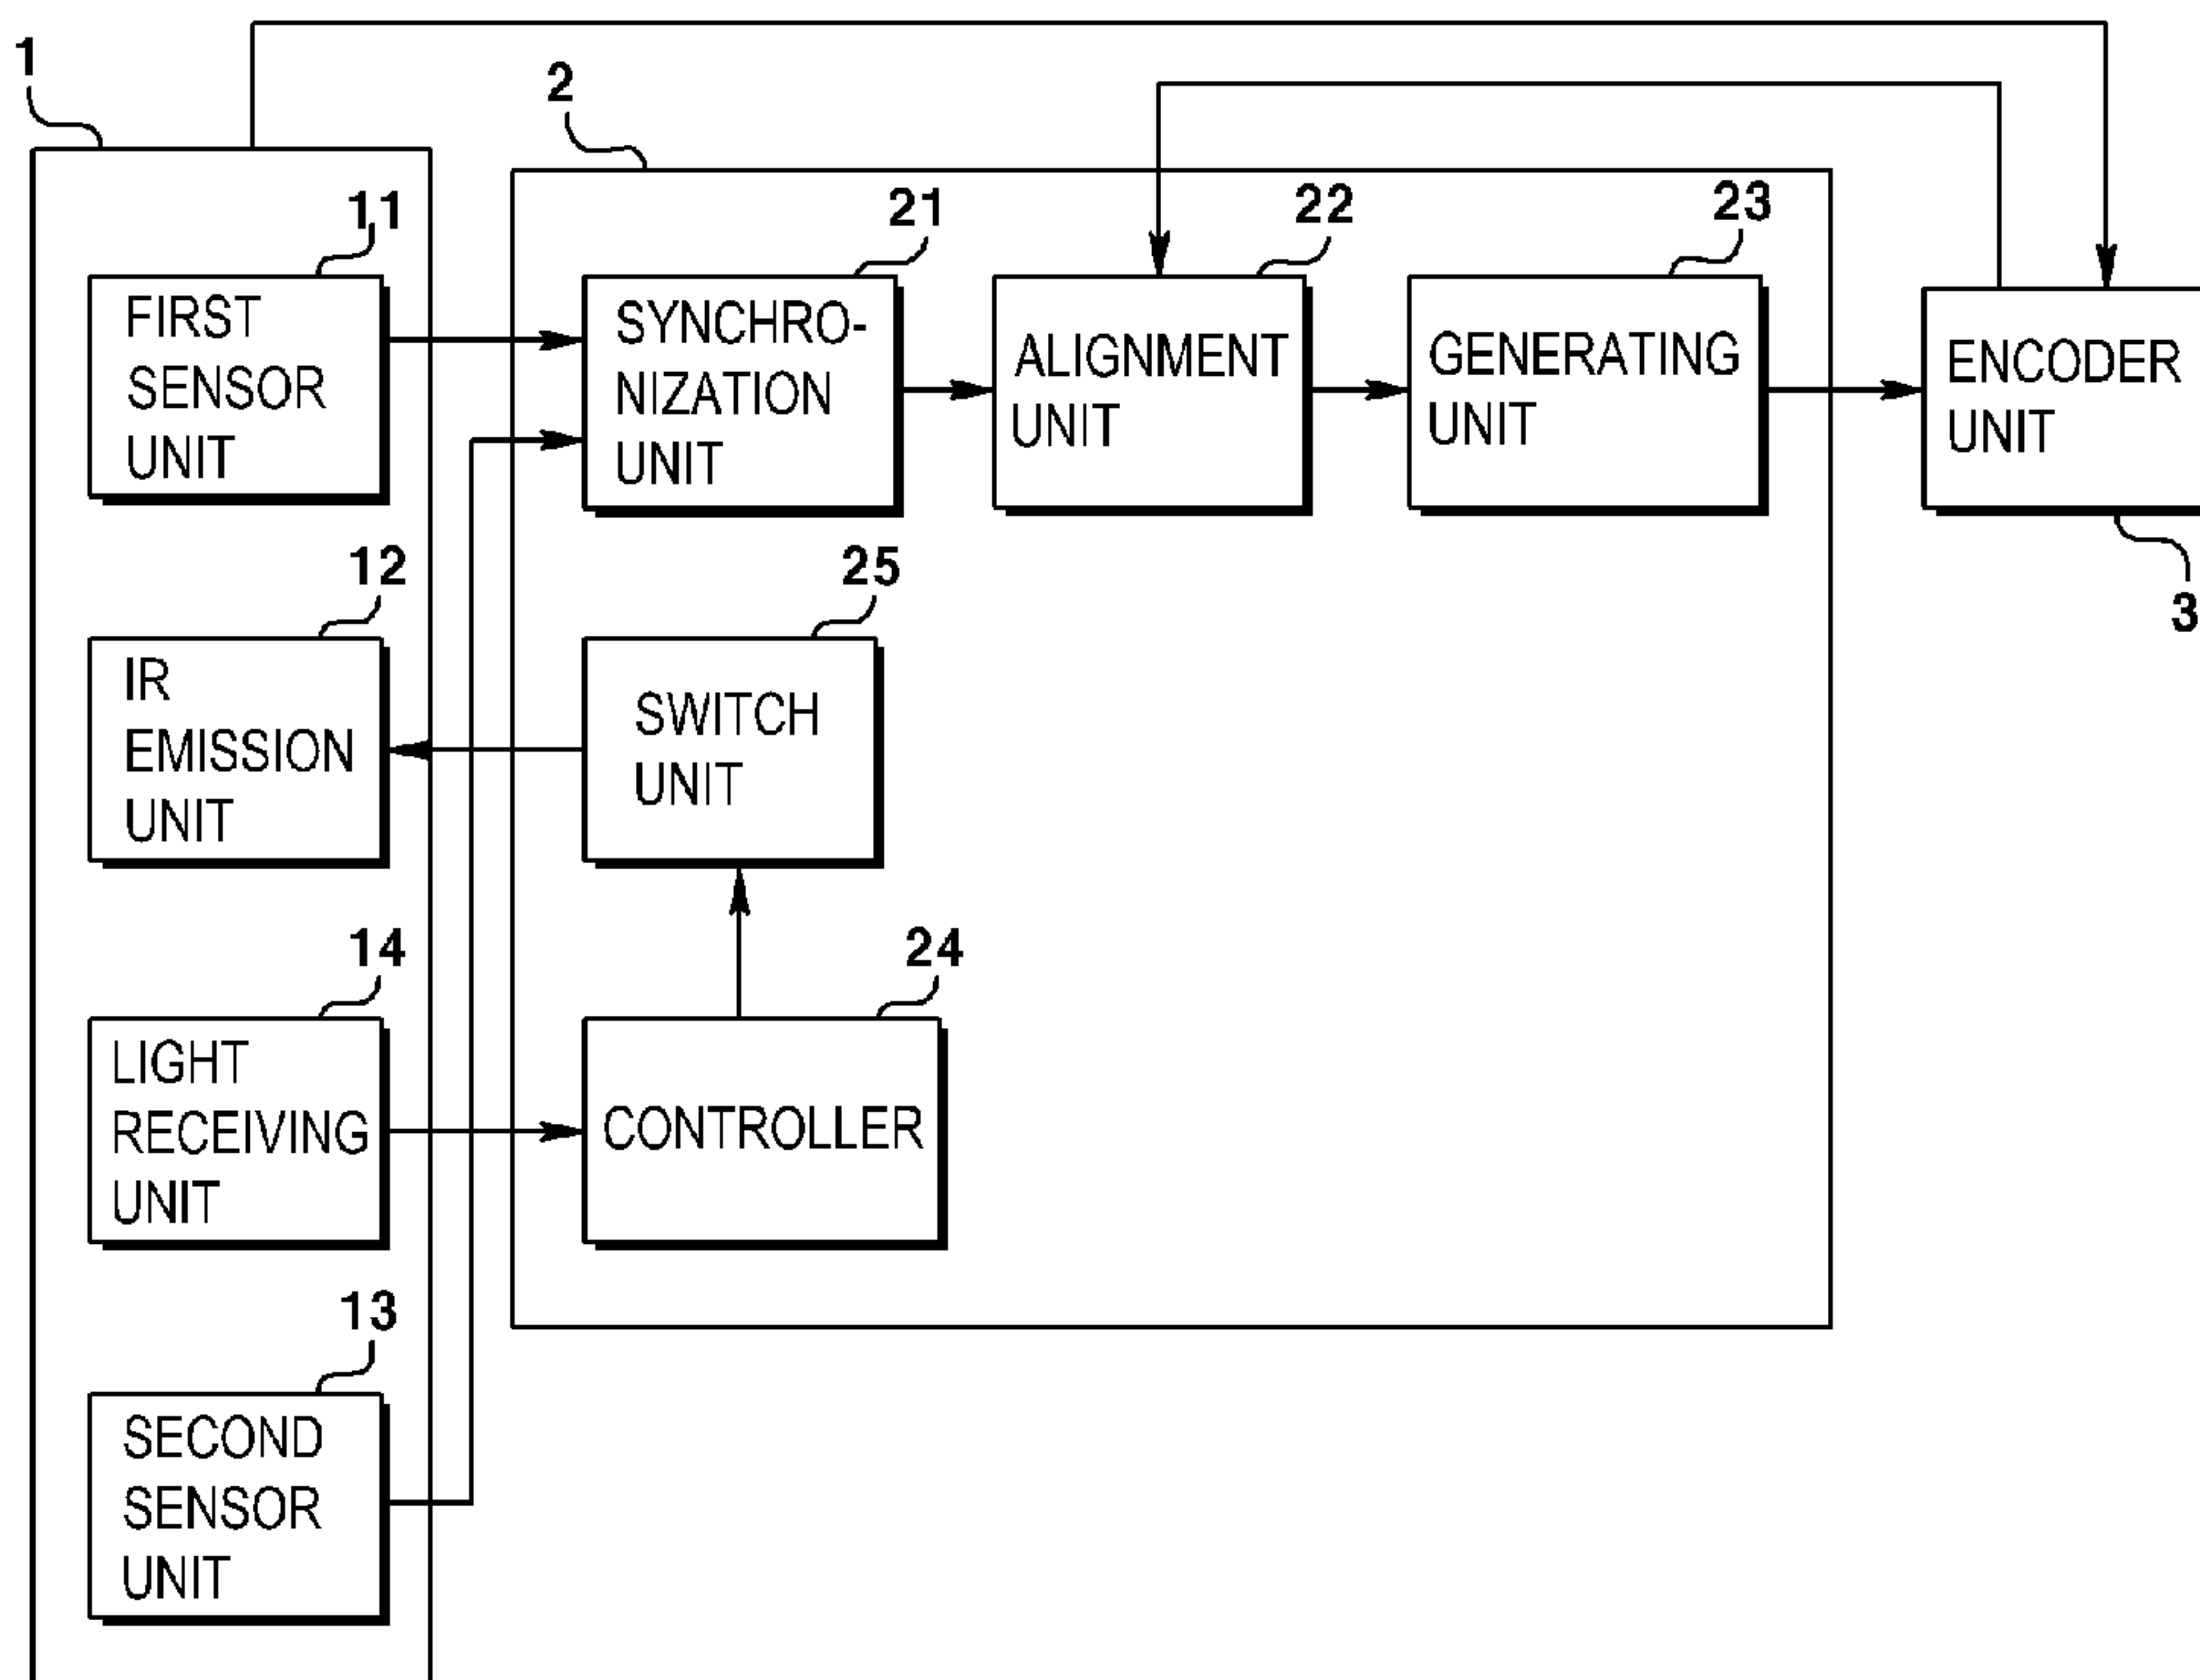 1
2
11
FIRST
SENSOR
UNIT
21
SYNCHRO-
NIZATION
UNIT
22
ALIGNMENT
UNIT
23
GENERATING
UNIT
ENCODER
UNIT
3
12
IR
EMISSION
UNIT
25
SWITCH
UNIT
14
LIGHT
RECEIVING
UNIT
24
CONTROLLER
13
SECOND
SENSOR
UNIT